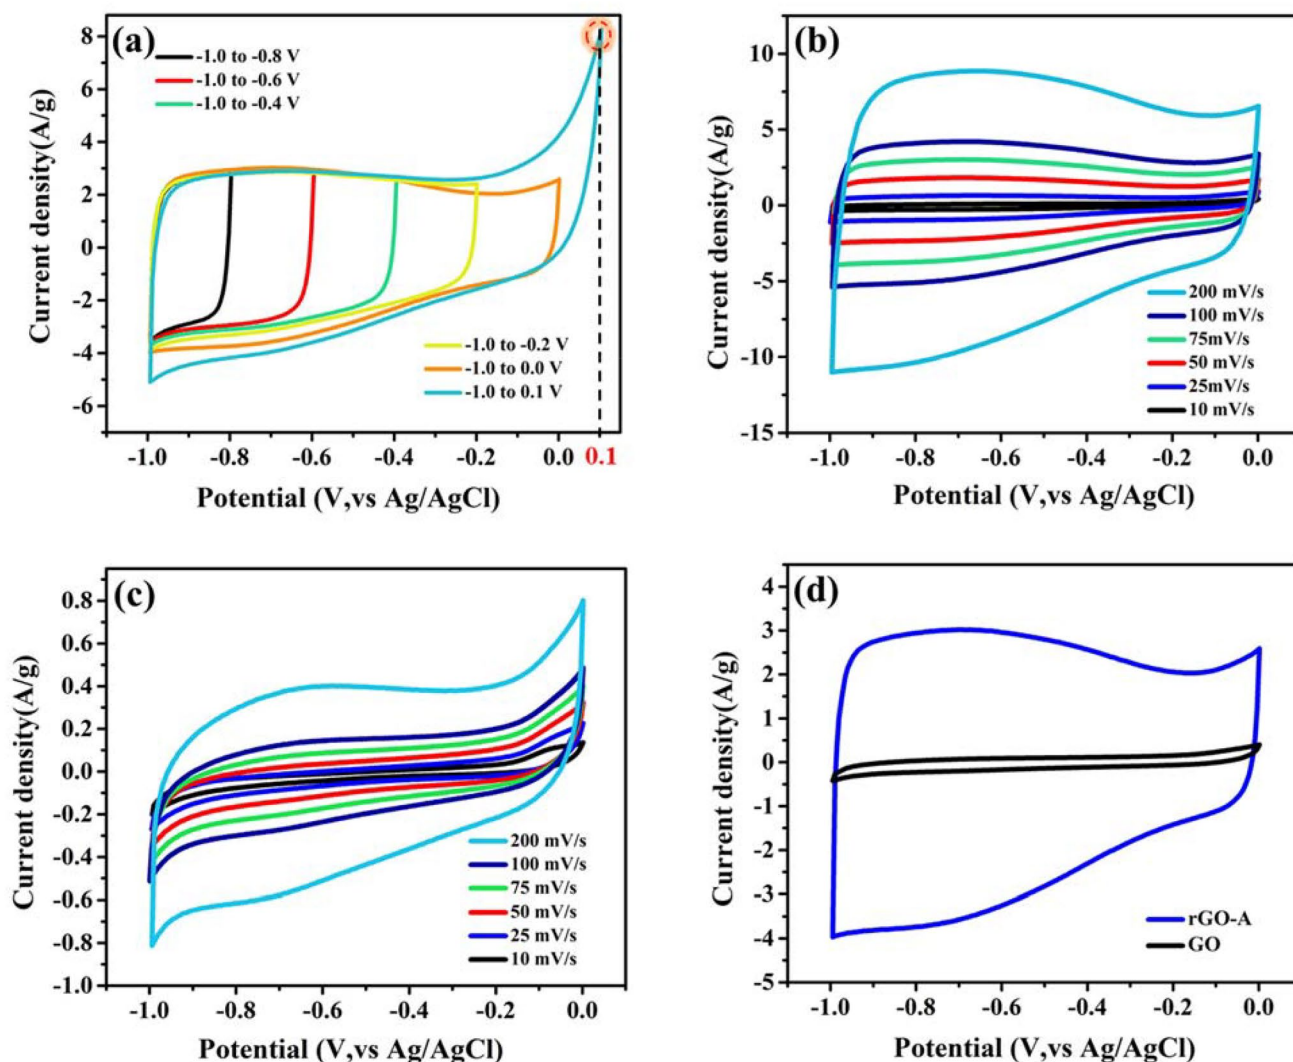 (a)
-1.0 to -0.8 V
-1.0 to -0.6 V
-1.0 to -0.4 V
-1.0 to -0.2 V
-1.0 to 0.0 V
-1.0 to 0.1 V
8
6
4
2
0
-2
-4
-6
Current density(A/g)
-1.0
-0.8
-0.6
-0.4
-0.2
0.0
0.1
Potential (V,vs Ag/AgCl)
(b)
10
5
0
-5
-10
-15
Current density(A/g)
200 mV/s
100 mV/s
75mV/s
50 mV/s
25mV/s
10 mV/s
-1.0
-0.8
-0.6
-0.4
-0.2
0.0
Potential (V,vs Ag/AgCl)
(c)
0.8
0.6
0.4
0.2
0.0
-0.2
-0.4
-0.6
-0.8
-1.0
Current density(A/g)
200 mV/s
100 mV/s
75 mV/s
50 mV/s
25 mV/s
10 mV/s
-1.0
-0.8
-0.6
-0.4
-0.2
0.0
Potential (V,vs Ag/AgCl)
(d)
4
3
2
1
0
-1
-2
-3
-4
-5
Current density(A/g)
rGO-A
GO
-1.0
-0.8
-0.6
-0.4
-0.2
0.0
Potential (V,vs Ag/AgCl)